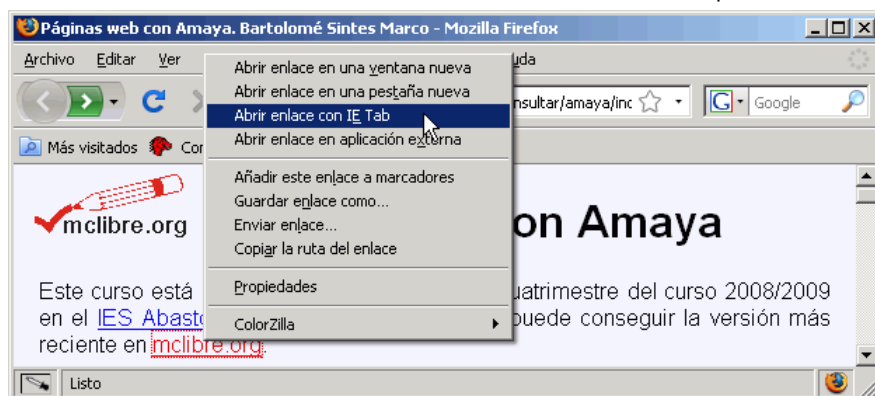 Páginas web con Amaya. Bartolomé Sintes Marco - Mozilla Firefox
Archivo Editar Ver
Abrir enlace en una ventana nueva
Abrir enlace en una pestaña nueva
nsultar/amaya/inc
Google
Abrir enlace con IE Tab
Abrir enlace en aplicación externa
Más visitados
Añadir este enlace a marcadores
Guardar enlace como...
Enviar enlace...
Copiar la ruta del enlace
mclibre.org
on Amaya
Propiedades
ColorZilla
Este curso está
uatrimestre del curso 2008/2009
en el IES Abasto
puede conseguir la versión más
reciente en mclibre.org.
Listo